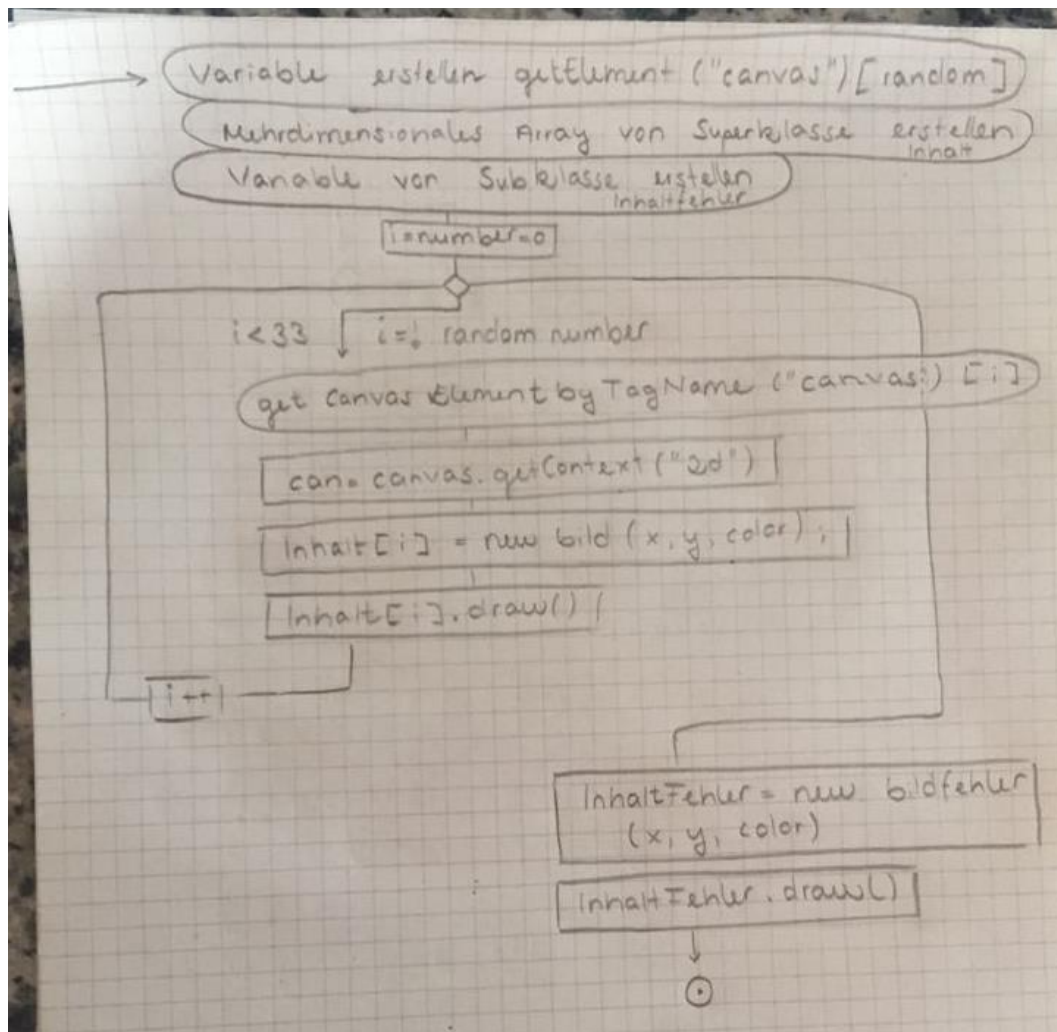 Variable erstellen getElement ("canvas") [random]
Mehrdimensionales Array von Superklasse erstellen
Inhalt
Variable von Subklasse erstellen
Inhaltfehler
i=number=0
i<33 i=! random number
get Canvas Element by TagName ("canvas") [i]
can= canvas.getContext("2d")
Inhalt[i] = new bild (x, y, color);
Inhalt[i].draw()
i++
InhaltFehler = new bildfehler
(x, y, color)
InhaltFehler.draw()